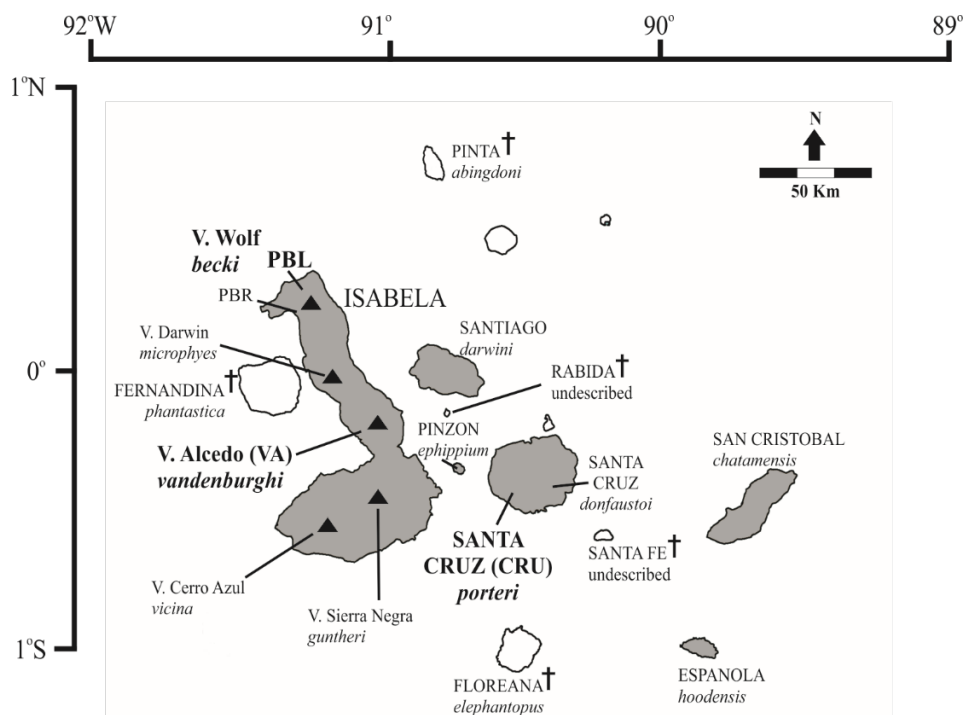 92°W
91°
90°
89°
1°N
PINTA†
abingdoni
N
50 Km
V. Wolf
becki
PBL
PBR
ISABELA
V. Darwin
microphyes
SANTIAGO
darwini
0°
FERNANDINA†
phantastica
RABIDA†
undescribed
PINZON
ephippium
SAN CRISTOBAL
chatamensis
V. Alcedo (VA)
vandenburghi
SANTA
CRUZ
donfaustoi
SANTA
CRUZ (CRU)
porteri
SANTA FE†
undescribed
V. Cerro Azul
vicina
V. Sierra Negra
guntheri
1°S
FLOREANA†
elephantopus
ESPANOLA
hoodensis